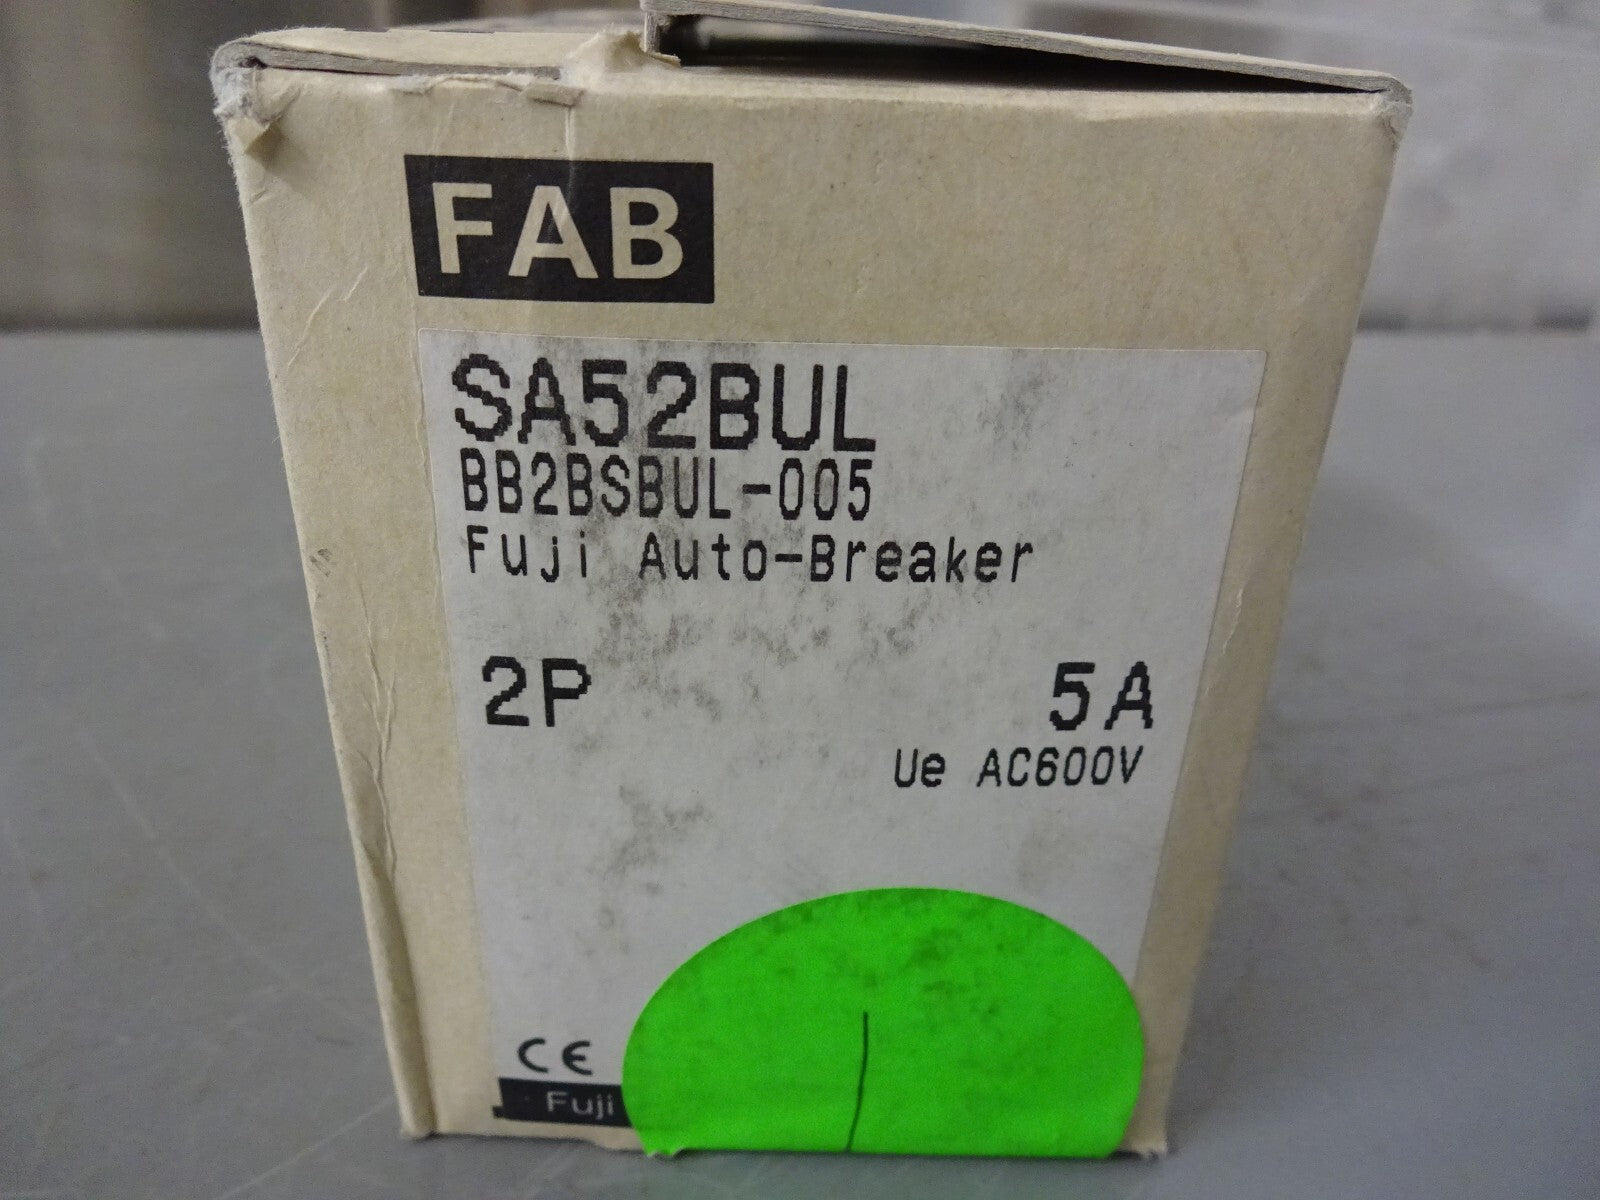 FAB
SA52BUL
BB2BSBUL-005
Fuji Auto-Breaker
2P 5A
Ue AC600V
CE
Fuji